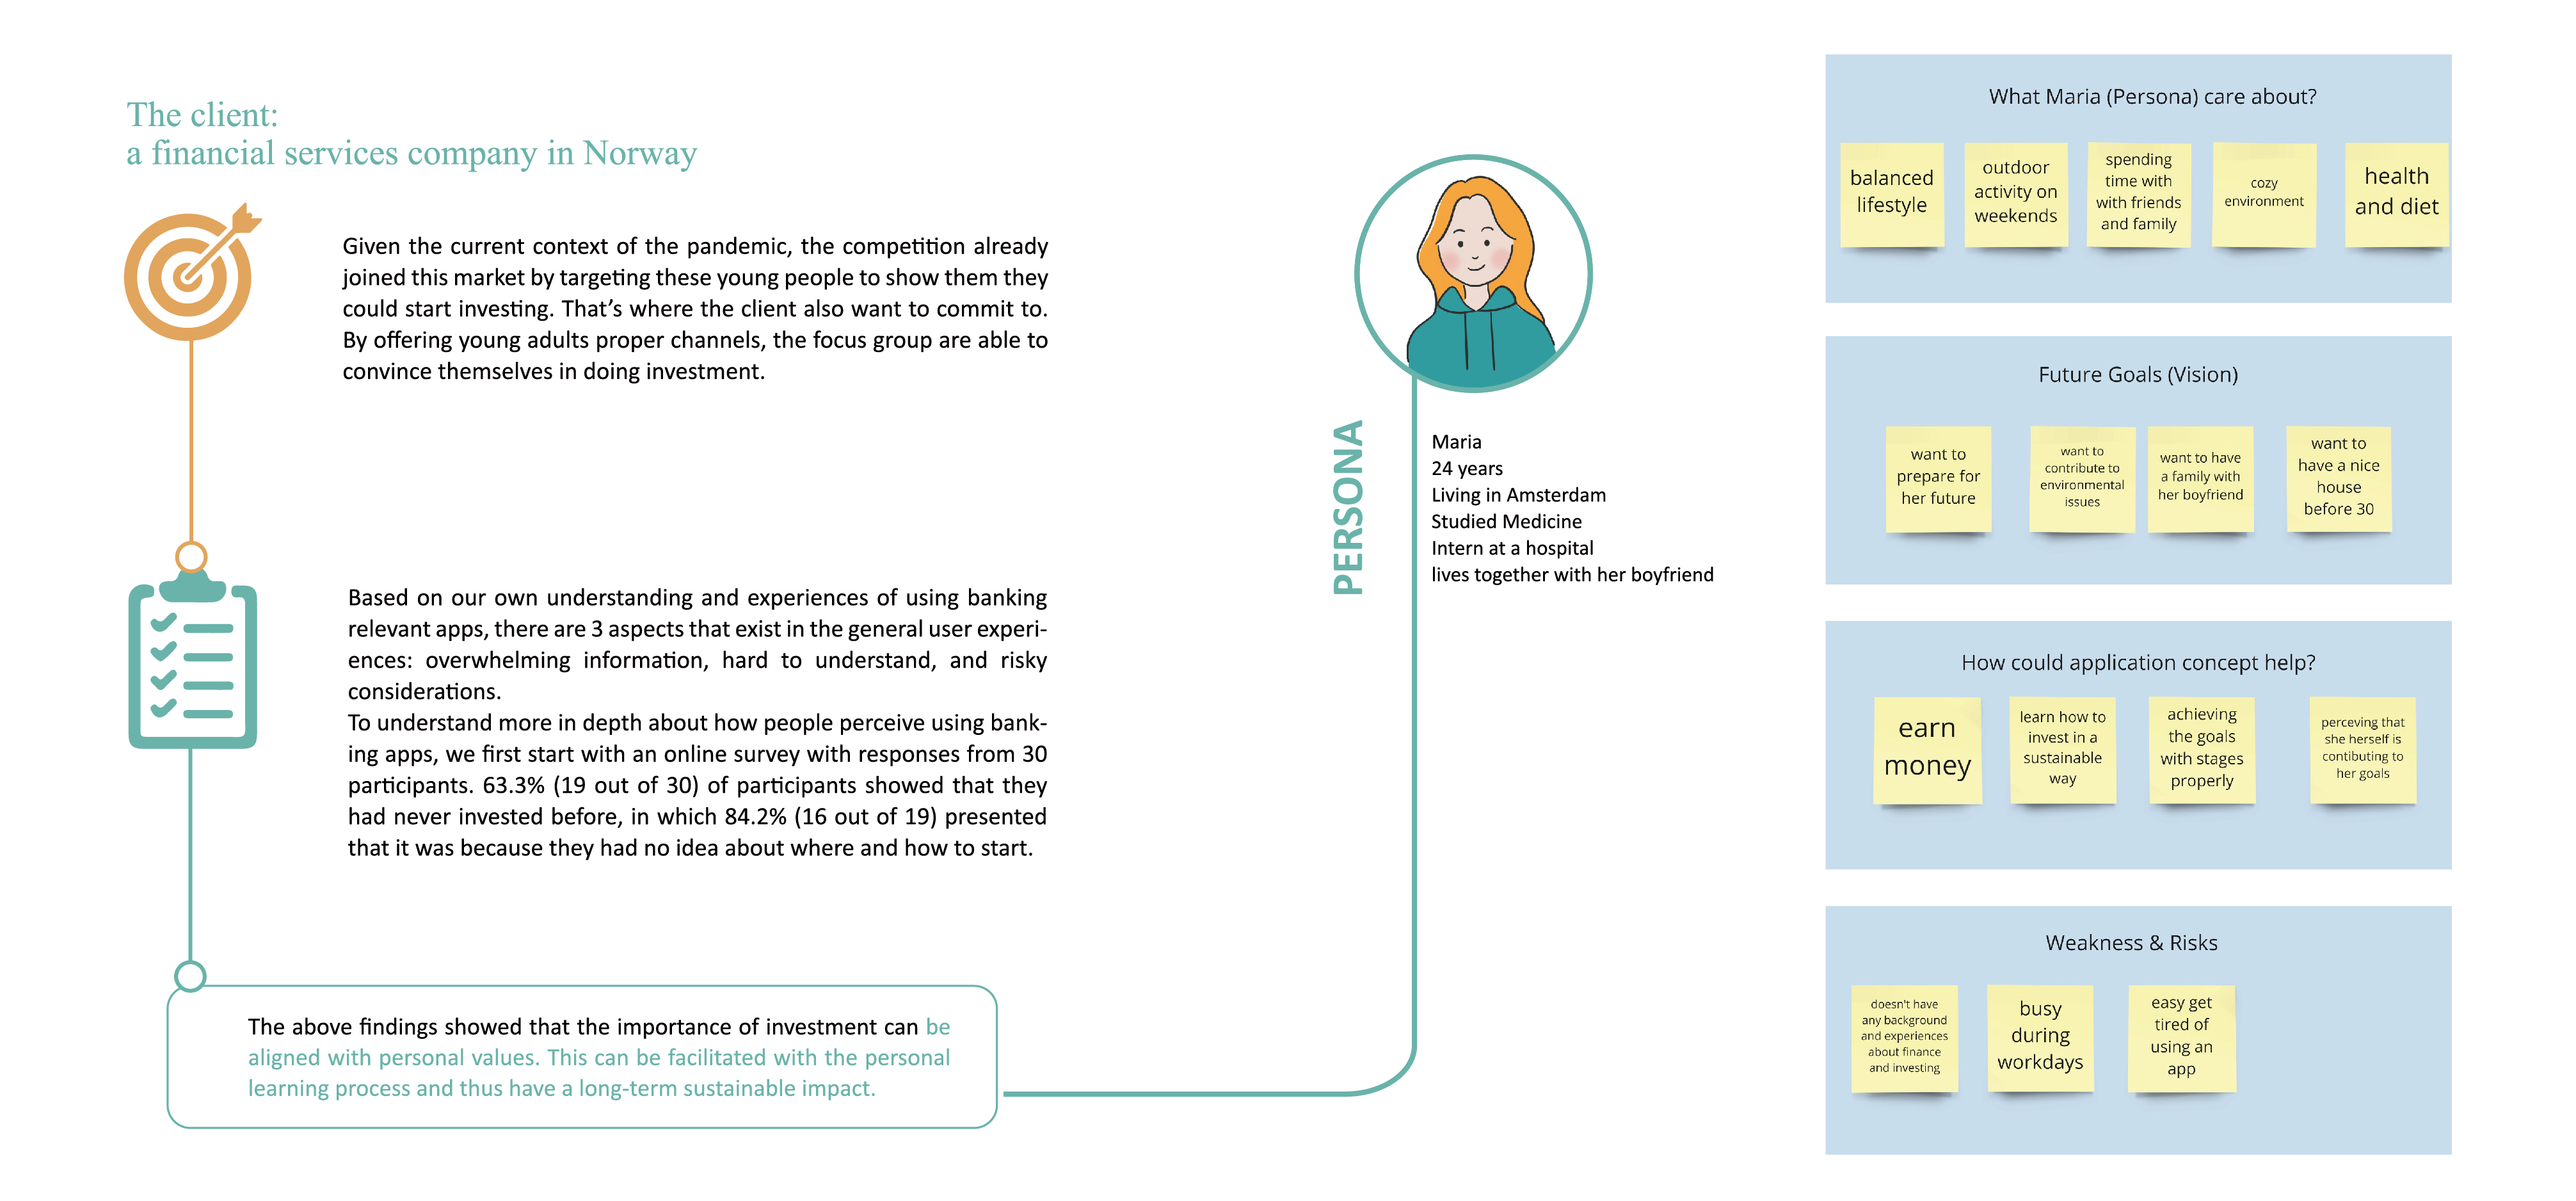 The client:
a financial services company in Norway
Given the current context of the pandemic, the competition already
joined this market by targeting these young people to show them they
could start investing. That’s where the client also want to commit to.
By offering young adults proper channels, the focus group are able to
convince themselves in doing investment.
Based on our own understanding and experiences of using banking
relevant apps, there are 3 aspects that exist in the general user experi-
ences: overwhelming information, hard to understand, and risky
considerations.
To understand more in depth about how people perceive using bank-
ing apps, we first start with an online survey with responses from 30
participants. 63.3% (19 out of 30) of participants showed that they
had never invested before, in which 84.2% (16 out of 19) presented
that it was because they had no idea about where and how to start.
The above findings showed that the importance of investment can be
aligned with personal values. This can be facilitated with the personal
learning process and thus have a long-term sustainable impact.
PERSONA
Maria
24 years
Living in Amsterdam
Studied Medicine
Intern at a hospital
lives together with her boyfriend
What Maria (Persona) care about?
balanced
lifestyle
outdoor
activity on
weekends
spending
time with
with friends
and family
cozy
environment
health
and diet
Future Goals (Vision)
want to
prepare for
her future
want to
contribute to
environmental
issues
want to have
a family with
her boyfriend
want to
have a nice
house
before 30
How could application concept help?
earn
money
learn how to
invest in a
sustainable
way
achieving
the goals
with stages
properly
perceving that
she herself is
contibuting to
her goals
Weakness & Risks
doesn't have
any background
and experiences
about finance
and investing
busy
during
workdays
easy get
tired of
using an
app